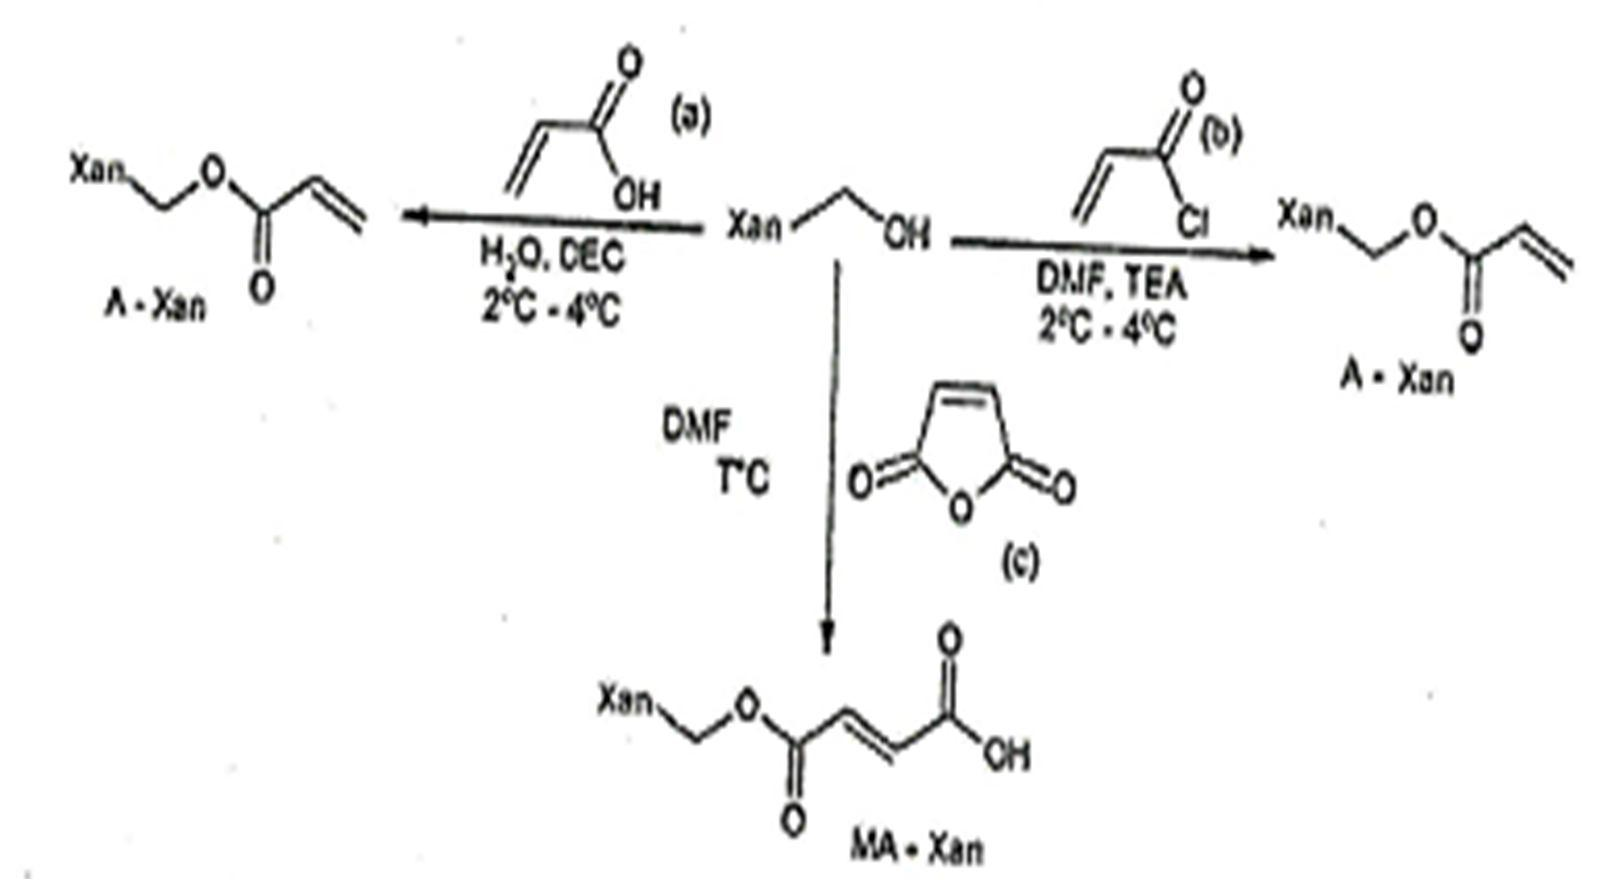 O
(a)
OH
Xan
O
O
A - Xan
H₂O, DEC
2°C - 4°C
Xan
OH
O
(b)
Cl
DMF, TEA
2°C - 4°C
Xan
O
O
A - Xan
DMF
T°C
O
O
O
(c)
Xan
O
O
O
OH
MA - Xan